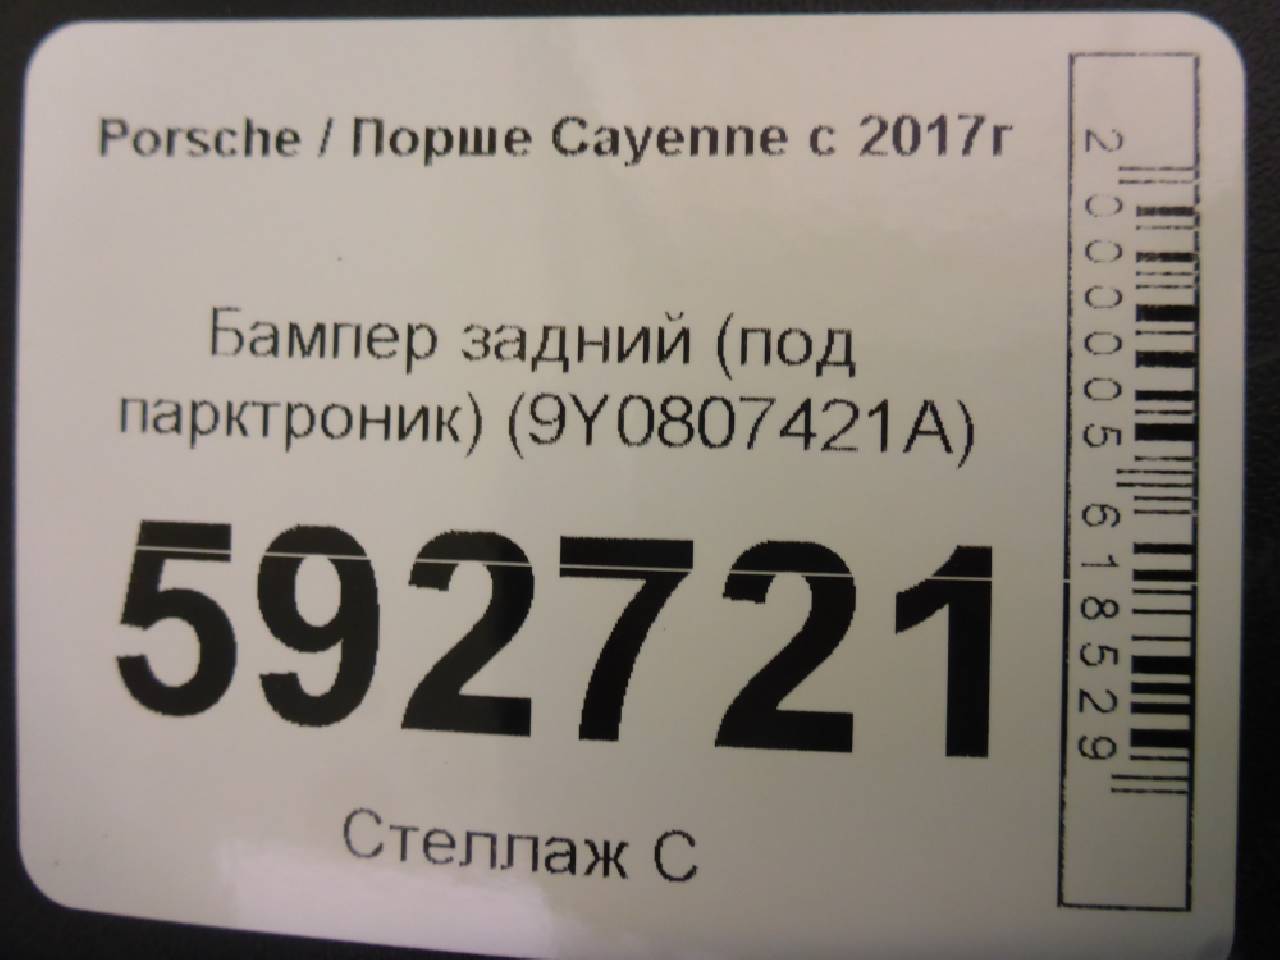 Porsche / Порше Cayenne с 2017г
Бампер задний (под
парктроник) (9Y0807421A)
592721
Стеллаж С
2000005618529